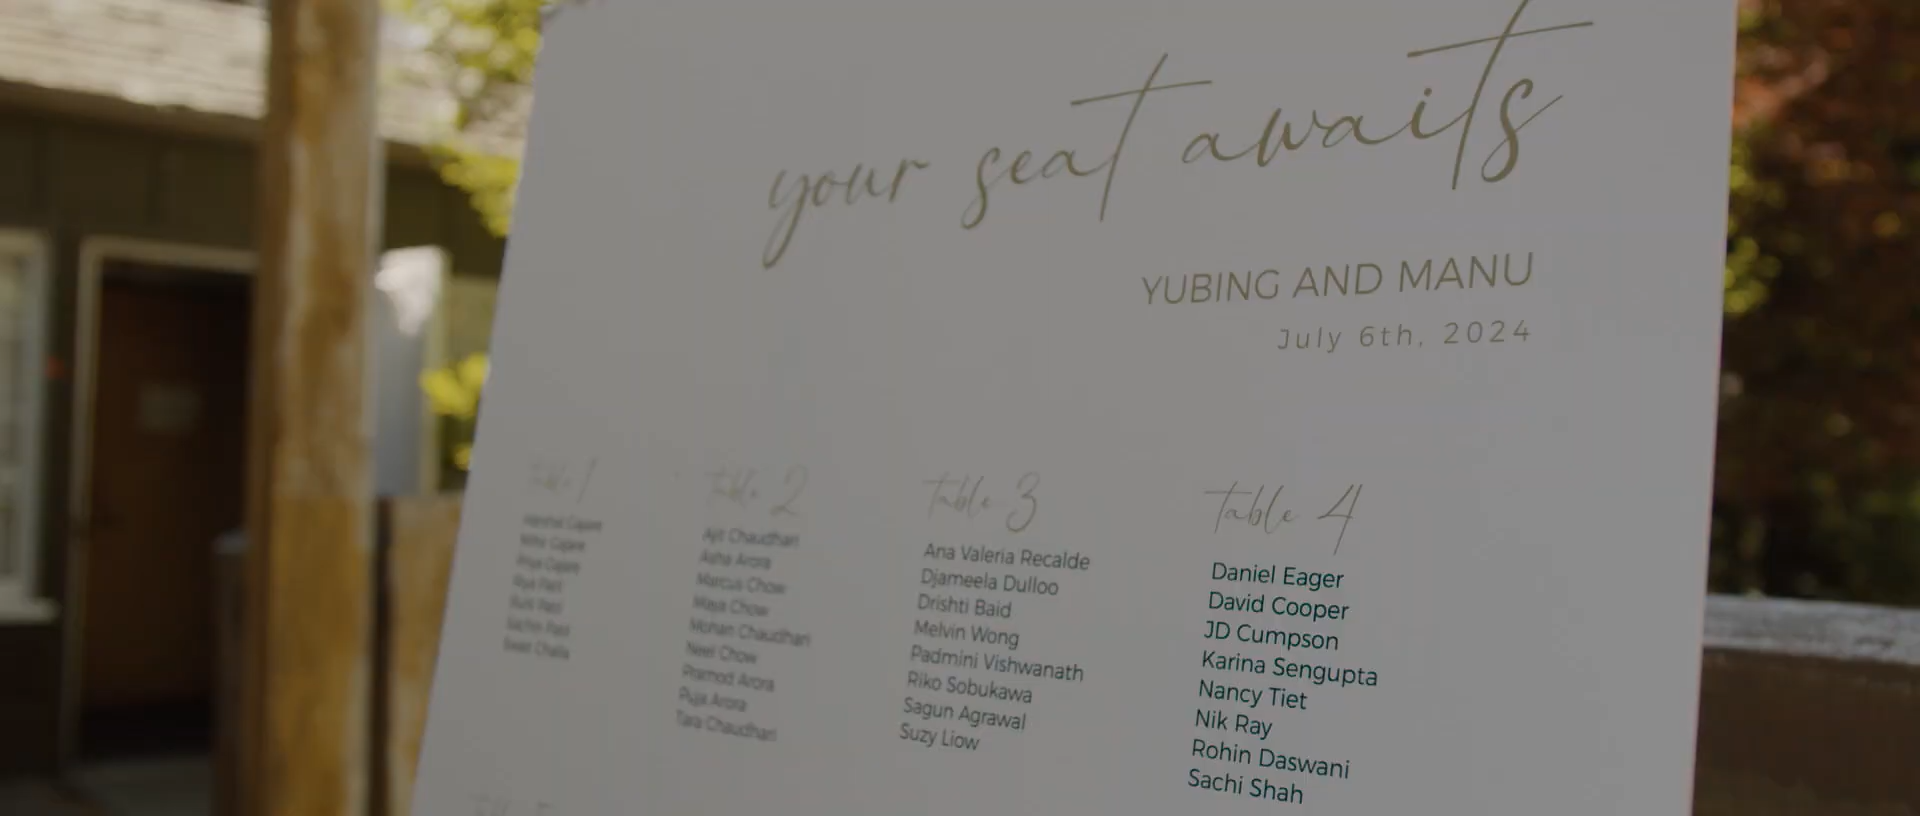 your seat awaits
YUBING AND MANU
July 6th, 2024
table 1
table 2
Ajit Chaudhari
Asha Arora
Marcus Chow
Maya Chow
Mohan Chaudhari
Neel Chow
Pramod Arora
Puja Arora
Tara Chaudhari
table 3
Ana Valeria Recalde
Djameela Dulloo
Drishti Baid
Melvin Wong
Padmini Vishwanath
Riko Sobukawa
Sagun Agrawal
Suzy Liow
table 4
Daniel Eager
David Cooper
JD Cumpson
Karina Sengupta
Nancy Tiet
Nik Ray
Rohin Daswani
Sachi Shah